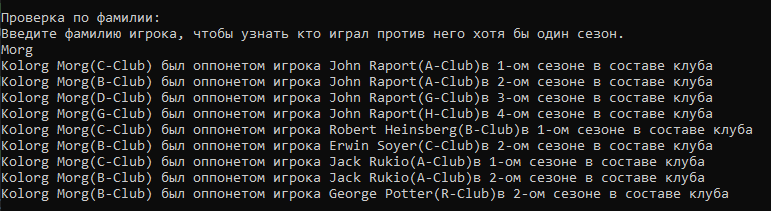 Проверка по фамилии:
Введите фамилию игрока, чтобы узнать кто играл против него хотя бы один сезон.
Morg
Kolorg Morg(C-Club) был оппонетом игрока John Raport(A-Club)в 1-ом сезоне в составе клуба
Kolorg Morg(B-Club) был оппонетом игрока John Raport(A-Club)в 2-ом сезоне в составе клуба
Kolorg Morg(D-Club) был оппонетом игрока John Raport(G-Club)в 3-ом сезоне в составе клуба
Kolorg Morg(G-Club) был оппонетом игрока John Raport(H-Club)в 4-ом сезоне в составе клуба
Kolorg Morg(C-Club) был оппонетом игрока Robert Heinsberg(B-Club)в 1-ом сезоне в составе клуба
Kolorg Morg(B-Club) был оппонетом игрока Erwin Soyer(C-Club)в 2-ом сезоне в составе клуба
Kolorg Morg(C-Club) был оппонетом игрока Jack Rukio(A-Club)в 1-ом сезоне в составе клуба
Kolorg Morg(B-Club) был оппонетом игрока Jack Rukio(A-Club)в 2-ом сезоне в составе клуба
Kolorg Morg(B-Club) был оппонетом игрока George Potter(R-Club)в 2-ом сезоне в составе клуба